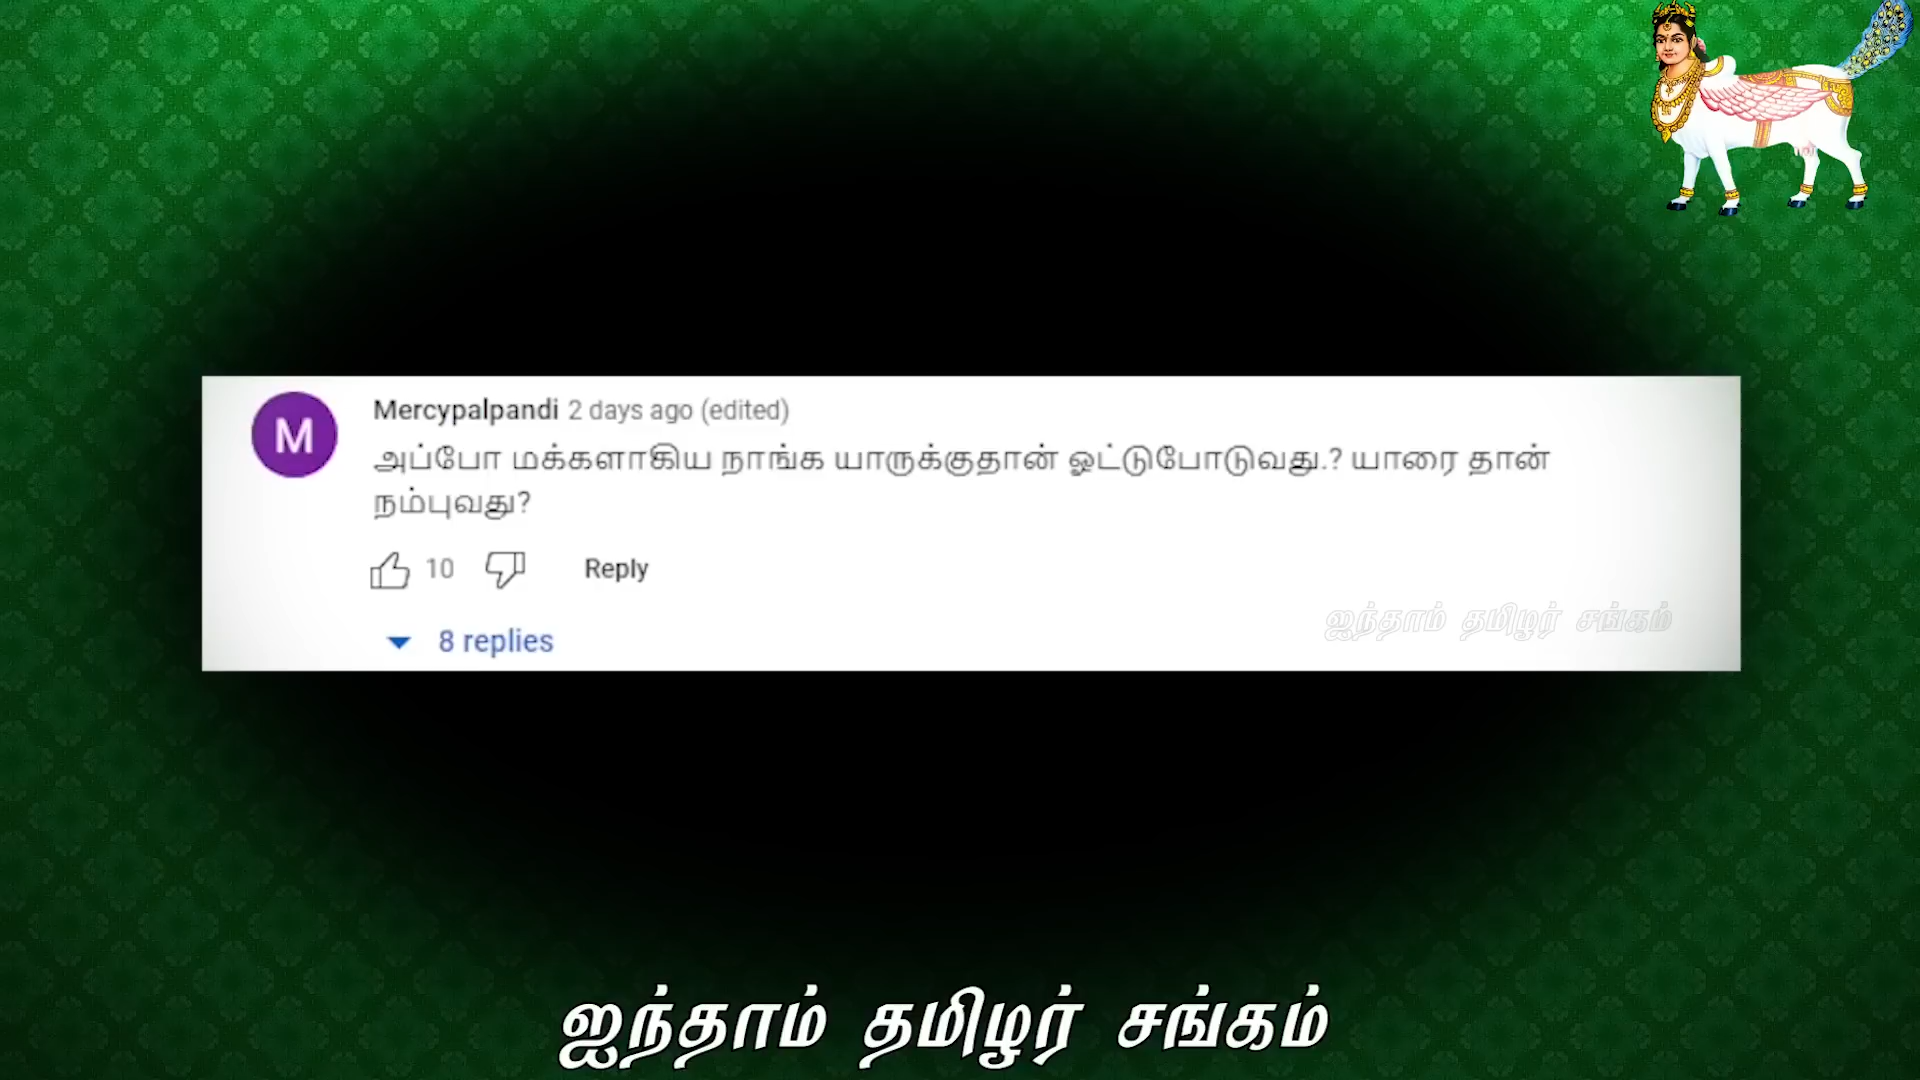 M
Mercypalpandi 2 days ago (edited)
அப்போ மக்களாகிய நாங்க யாருக்குதான் ஓட்டுபோடுவது.? யாரை தான்
நம்புவது?
10 Reply
8 replies
ஐந்தாம் தமிழர் சங்கம்
ஐந்தாம் தமிழர் சங்கம்